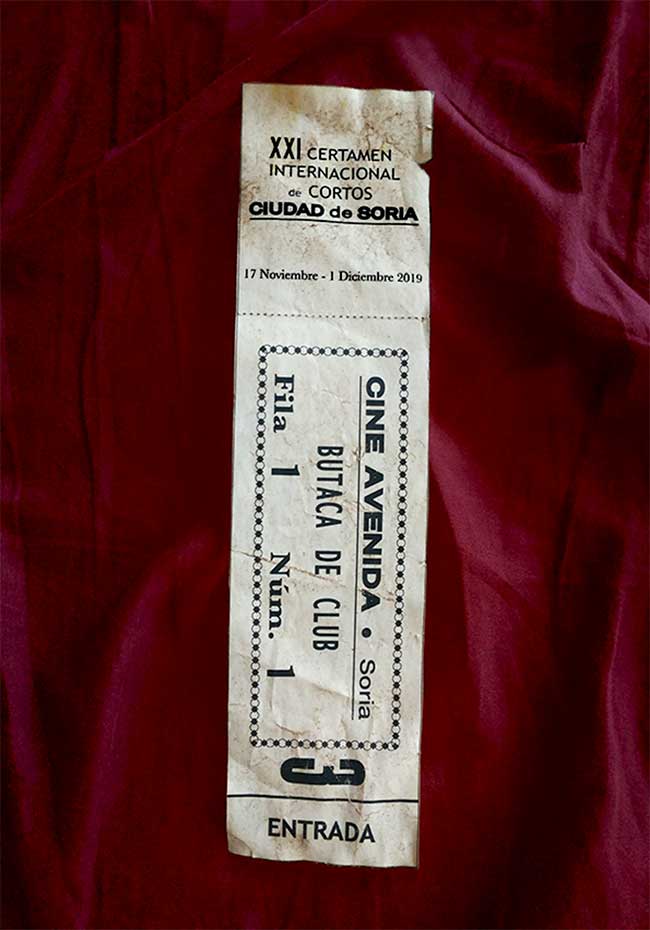 XXI CERTAMEN
INTERNACIONAL
de CORTOS
CIUDAD de SORIA
17 Noviembre - 1 Diciembre 2019
CINE AVENIDA • Soria
BUTACA DE CLUB
Fila 1 Núm. 1
3
ENTRADA